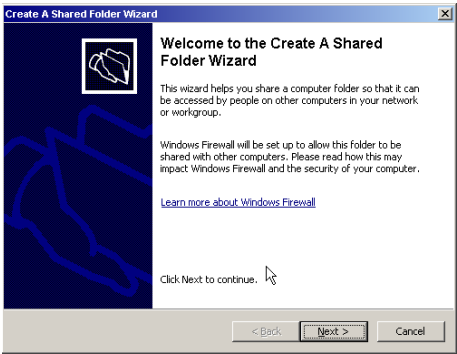 Create A Shared Folder Wizard
Welcome to the Create A Shared
Folder Wizard
This wizard helps you share a computer folder so that it can
be accessed by people on other computers in your network
or workgroup.
Windows Firewall will be set up to allow this folder to be
shared with other computers. Please read how this may
impact Windows Firewall and the security of your computer.
Learn more about Windows Firewall
Click Next to continue.
< Back
Next >
Cancel